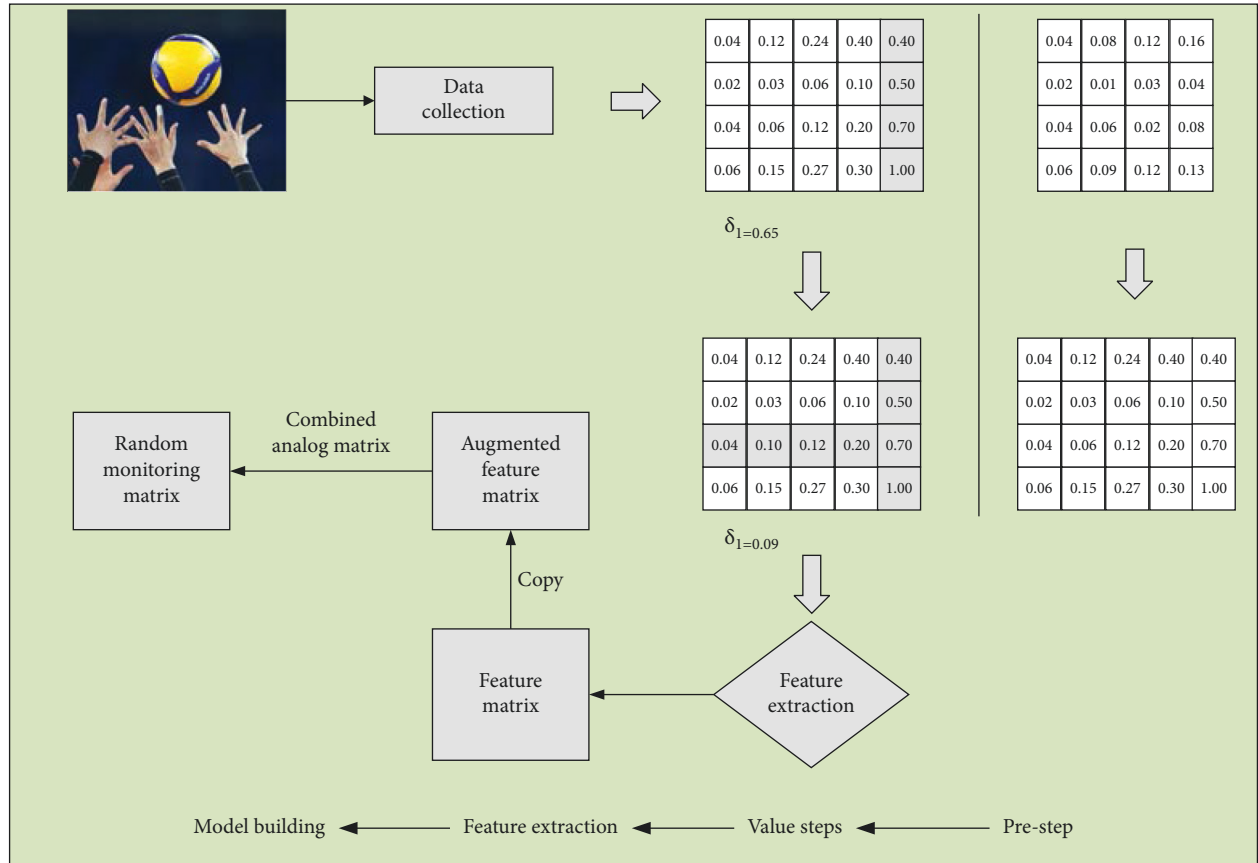 Data
collection
0.04 0.12 0.24 0.40 0.40
0.02 0.03 0.06 0.10 0.50
0.04 0.06 0.12 0.20 0.70
0.06 0.15 0.27 0.30 1.00
δ1=0.65
0.04 0.08 0.12 0.16
0.02 0.01 0.03 0.04
0.04 0.06 0.02 0.08
0.06 0.09 0.12 0.13
0.04 0.12 0.24 0.40 0.40
0.02 0.03 0.06 0.10 0.50
0.04 0.10 0.12 0.20 0.70
0.06 0.15 0.27 0.30 1.00
δ1=0.09
0.04 0.12 0.24 0.40 0.40
0.02 0.03 0.06 0.10 0.50
0.04 0.06 0.12 0.20 0.70
0.06 0.15 0.27 0.30 1.00
Random
monitoring
matrix
Combined
analog matrix
Augmented
feature
matrix
Copy
Feature
matrix
Feature
extraction
Model building
Feature extraction
Value steps
Pre-step